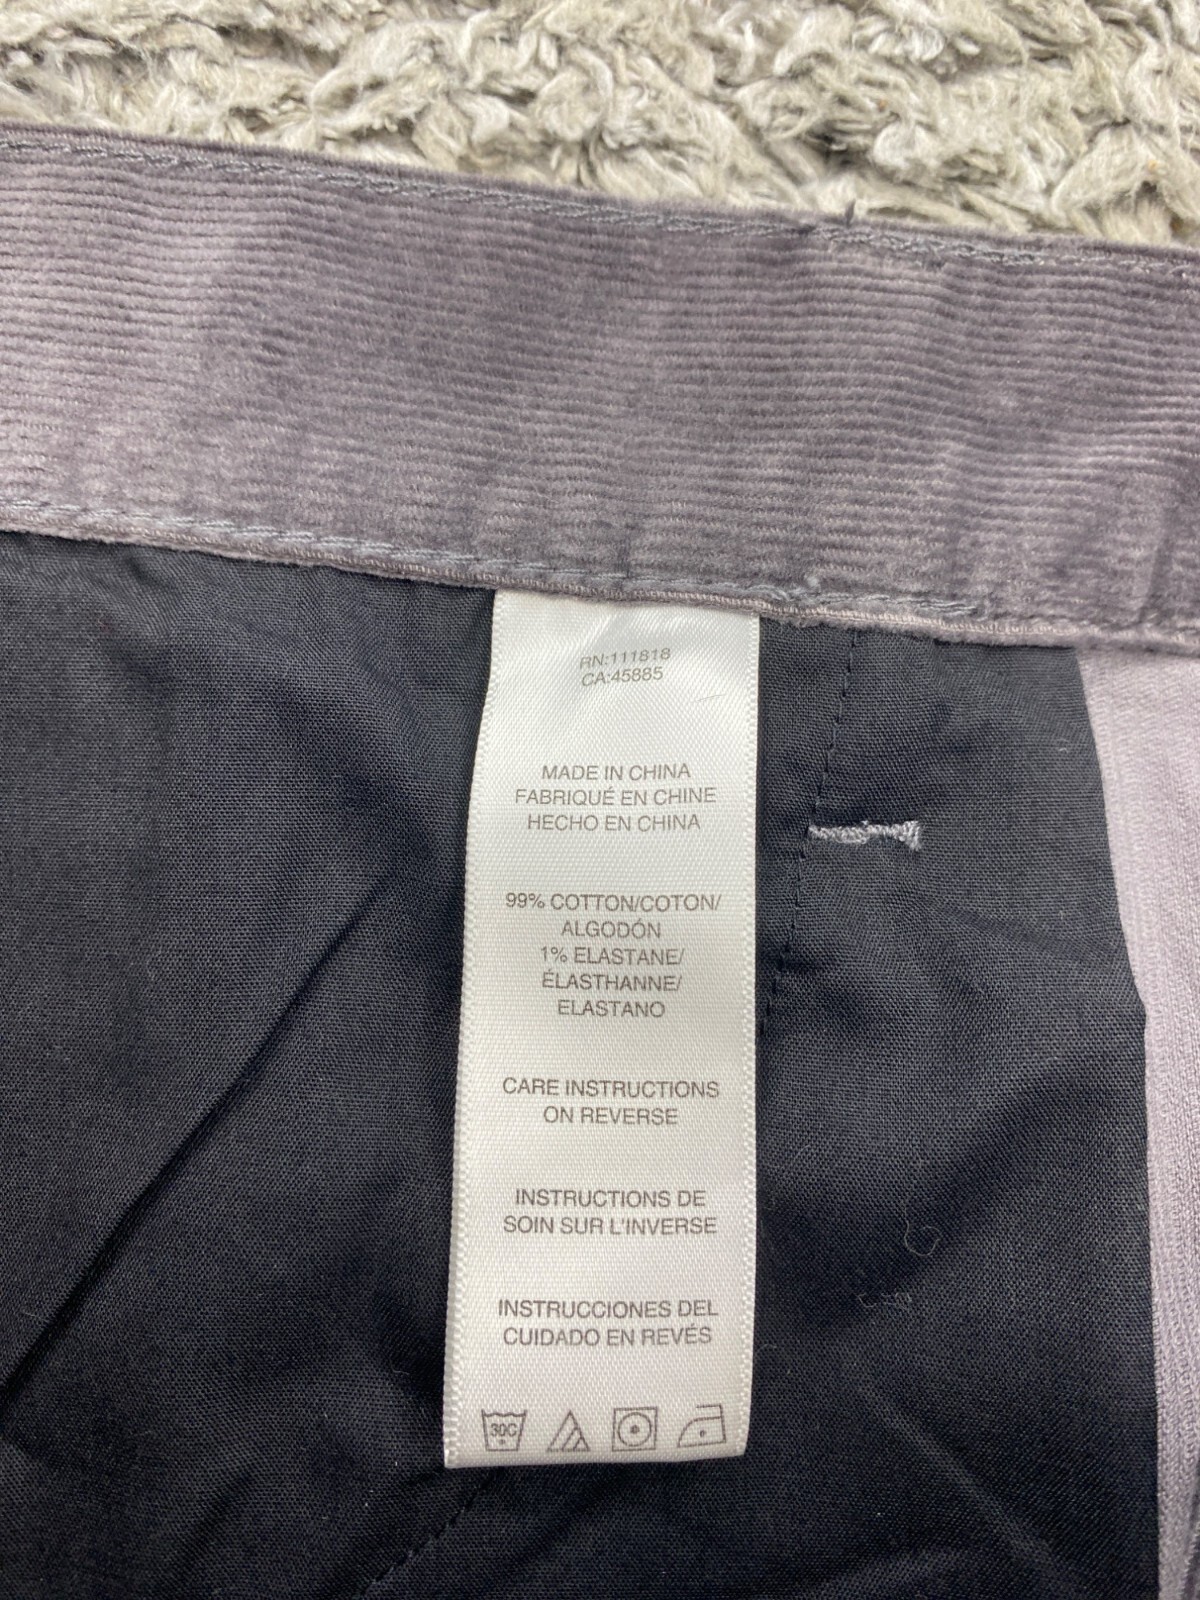 RN:111818
CA:45885
MADE IN CHINA
FABRIQUÉ EN CHINE
HECHO EN CHINA
99% COTTON/COTON/
ALGODÓN
1% ELASTANE/
ÉLASTHANNE/
ELASTANO
CARE INSTRUCTIONS
ON REVERSE
INSTRUCTIONS DE
SOIN SUR L'INVERSE
INSTRUCCIONES DEL
CUIDADO EN REVÉS
30C